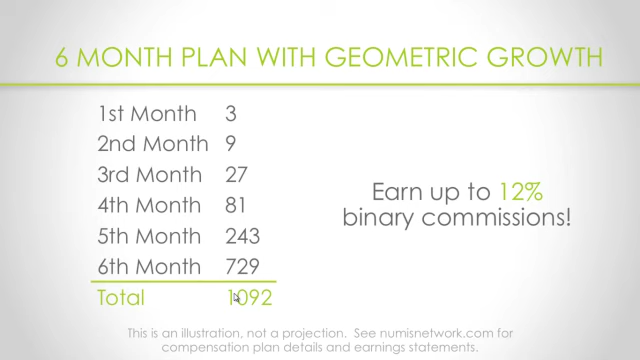 6 MONTH PLAN WITH GEOMETRIC GROWTH
1st Month 3
2nd Month 9
3rd Month 27
4th Month 81
5th Month 243
6th Month 729
Total 1092
Earn up to 12%
binary commissions!
This is an illustration, not a projection. See numisnetwork.com for
compensation plan details and earnings statements.